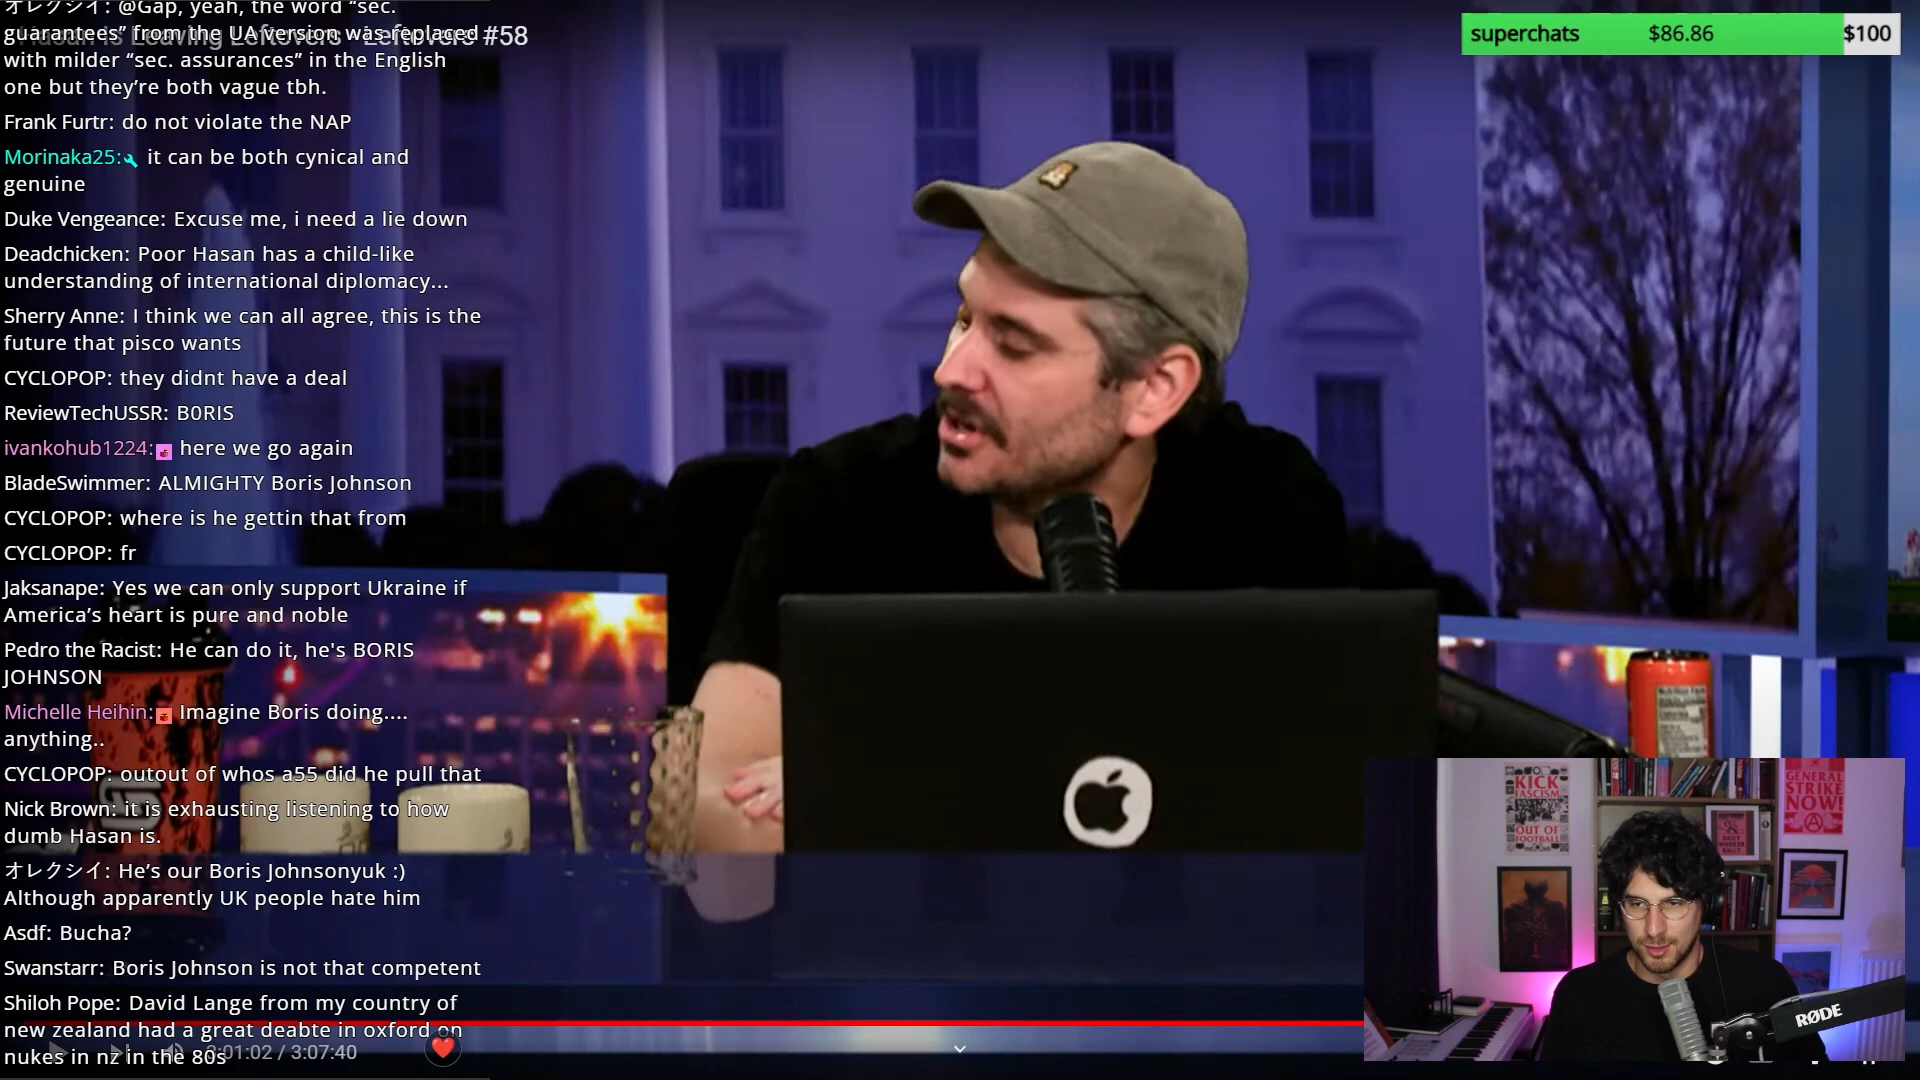 オレクシイ: @Gap, yeah, the word “sec.
guarantees” from the UA version was replaced
with milder “sec. assurances” in the English
one but they’re both vague tbh.
Hasan Is Leaving Leftovers - Leftovers #58
superchats $86.86 $100
Frank Furtr: do not violate the NAP
Morinaka25: it can be both cynical and
genuine
Duke Vengeance: Excuse me, i need a lie down
Deadchicken: Poor Hasan has a child-like
understanding of international diplomacy...
Sherry Anne: I think we can all agree, this is the
future that pisco wants
CYCLOPOP: they didnt have a deal
ReviewTechUSSR: B0RIS
ivankohub1224: here we go again
BladeSwimmer: ALMIGHTY Boris Johnson
CYCLOPOP: where is he gettin that from
CYCLOPOP: fr
Jaksanape: Yes we can only support Ukraine if
America’s heart is pure and noble
Pedro the Racist: He can do it, he's BORIS
JOHNSON
Michelle Heihin: Imagine Boris doing....
anything..
CYCLOPOP: outout of whos a55 did he pull that
Nick Brown: it is exhausting listening to how
dumb Hasan is.
オレクシイ: He’s our Boris Johnsonyuk :)
Although apparently UK people hate him
Asdf: Bucha?
Swanstarr: Boris Johnson is not that competent
Shiloh Pope: David Lange from my country of
new zealand had a great deabte in oxford on
nukes in nz in the 80s
:01:02 / 3:07:40
KICK
FASCISM
OUT OF
FOOTBALL
GENERAL
STRIKE
NOW!
RØDE